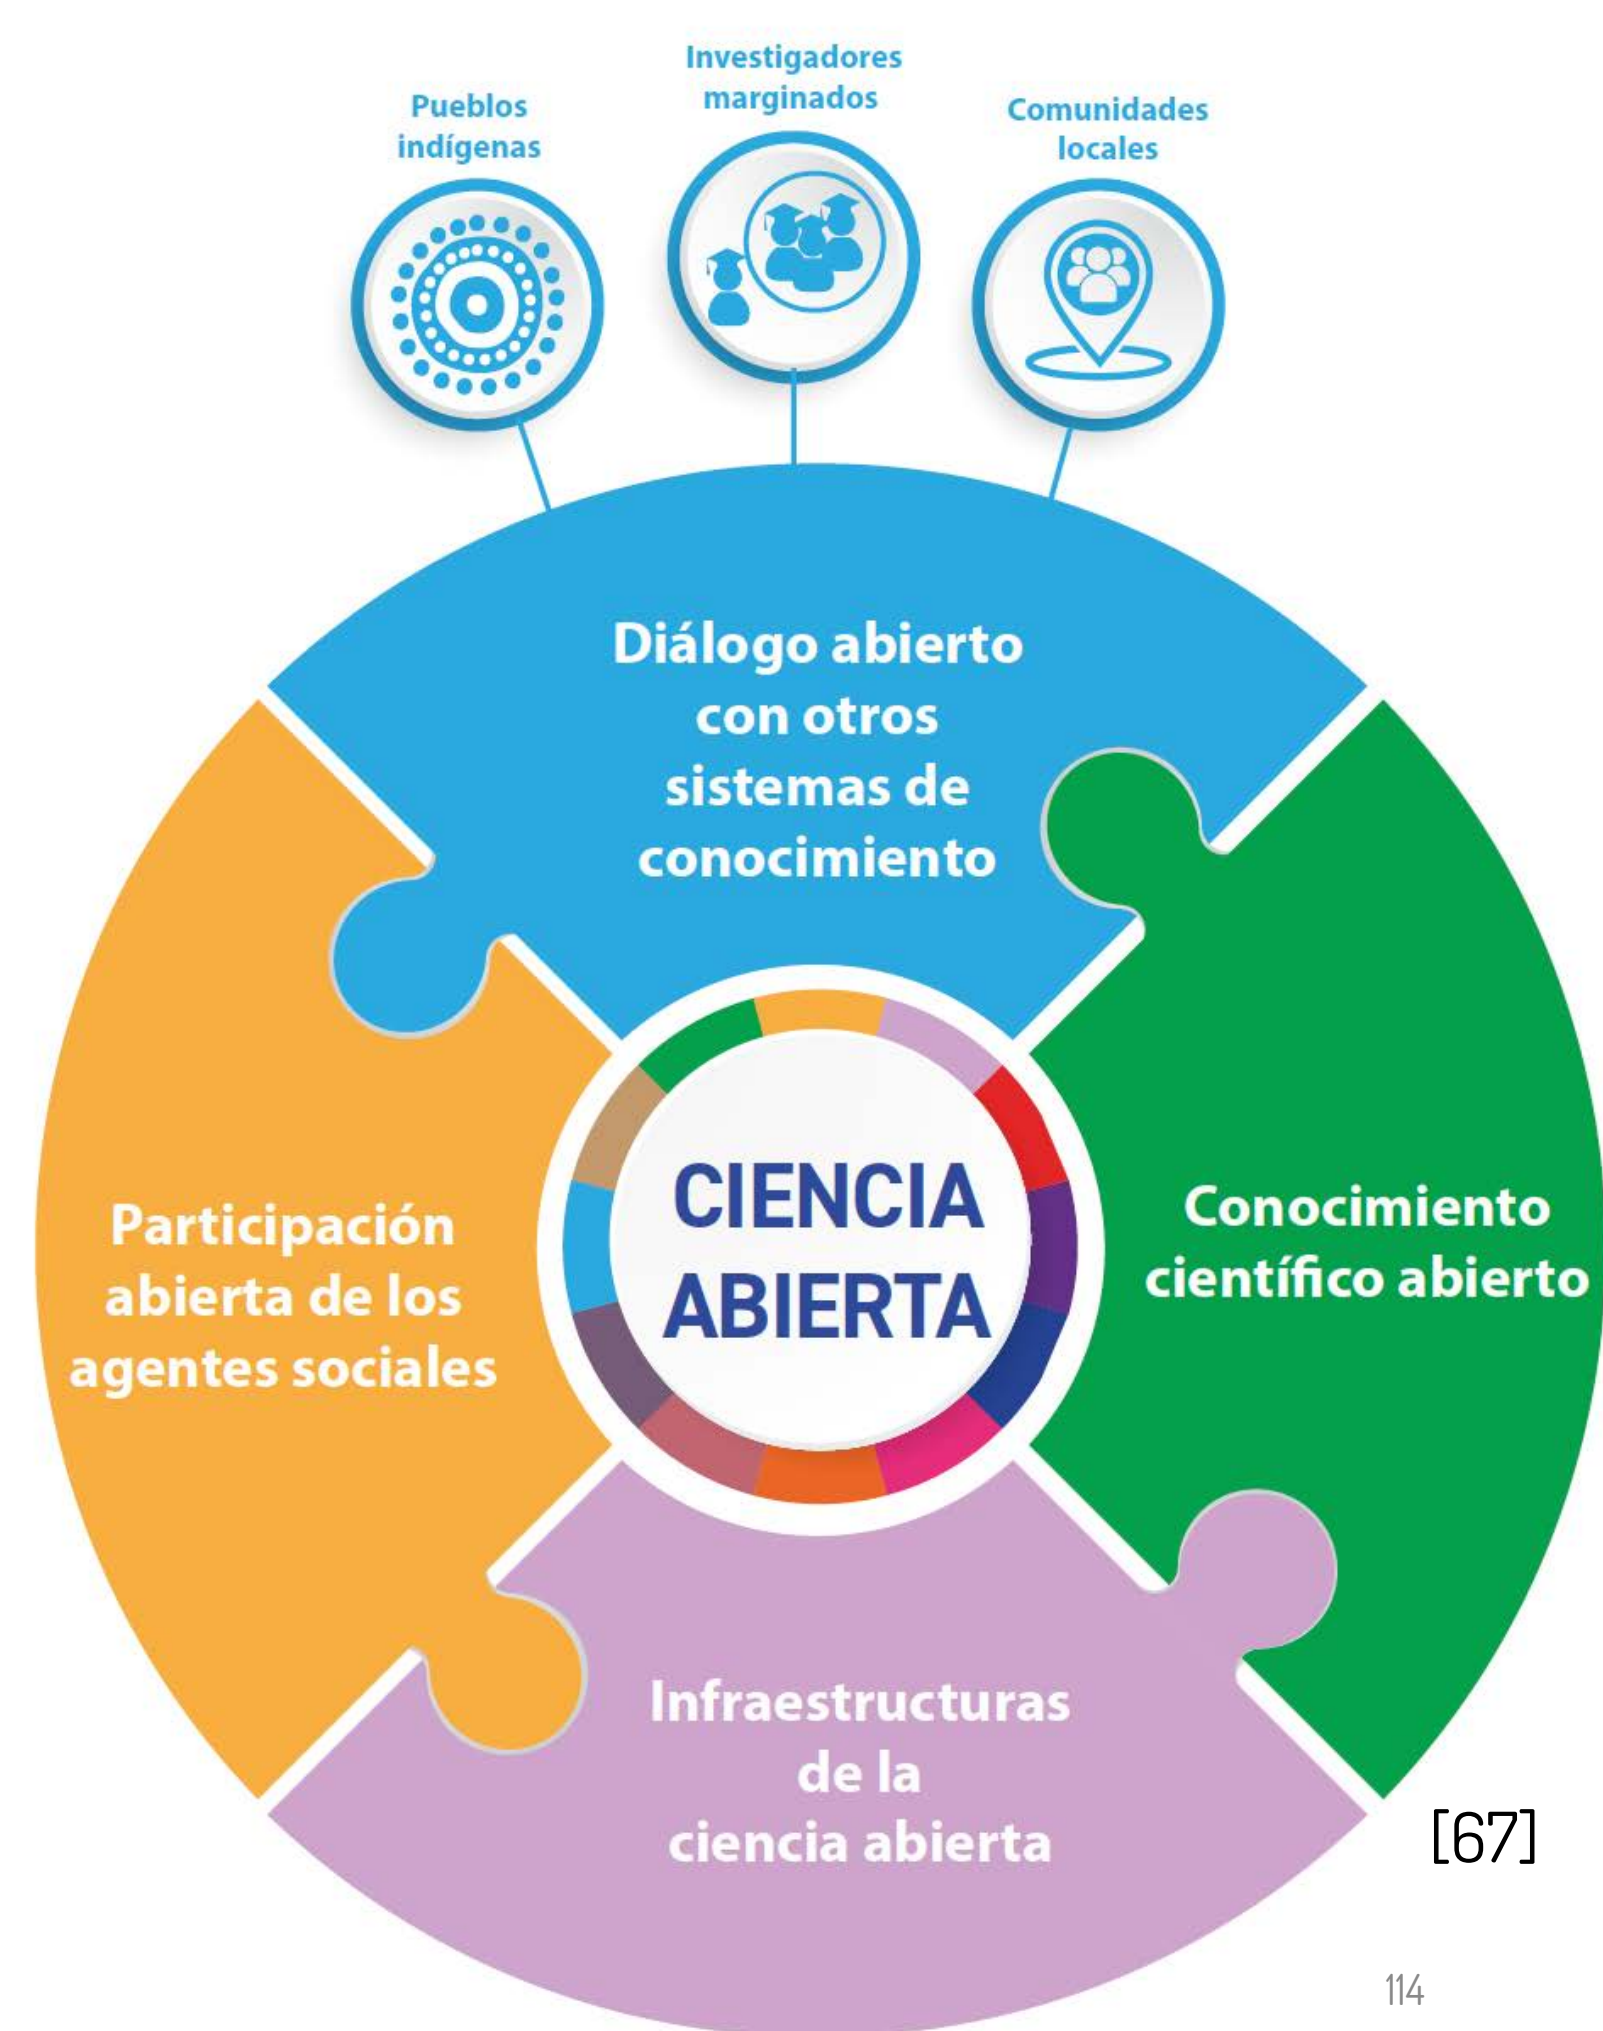 Investigadores
marginados
Pueblos
indígenas
Comunidades
locales
Diálogo abierto
con otros
sistemas de
conocimiento
Participación
abierta de los
agentes sociales
CIENCIA
ABIERTA
Conocimiento
científico abierto
Infraestructuras
de la
ciencia abierta
[67]
114